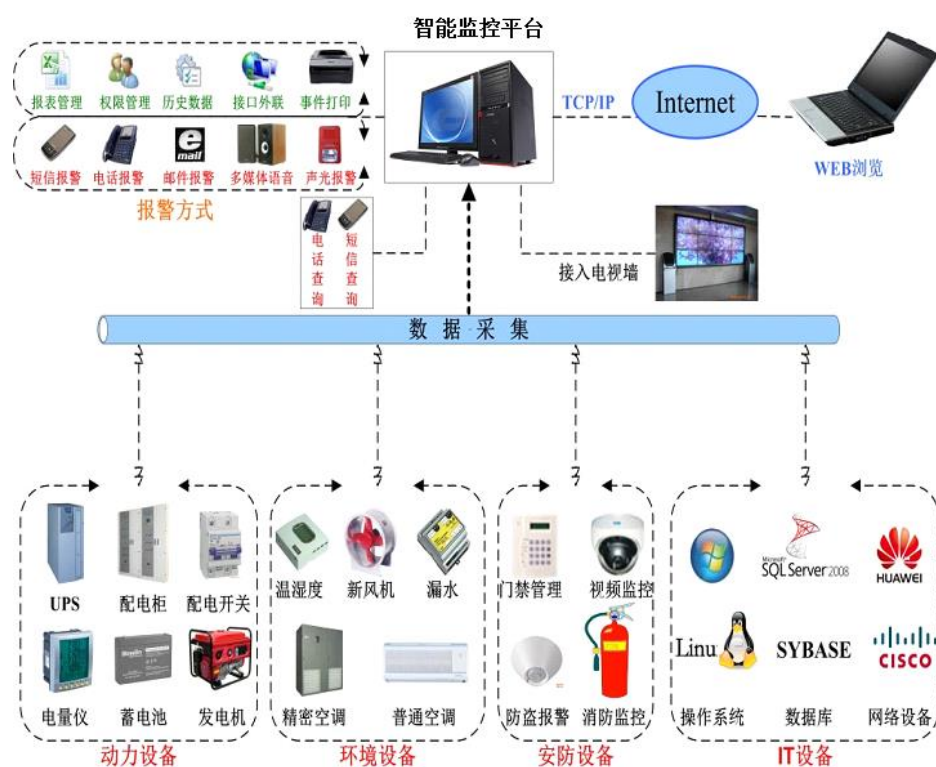 智能监控平台
报表管理 权限管理 历史数据 接口外联 事件打印
TCP/IP
Internet
e
mail
短信报警 电话报警 邮件报警 多媒体语音 声光报警
WEB浏览
报警方式
电话查询
短信查询
接入电视墙
数据采集
UPS 配电柜 配电开关
温湿度 新风机 漏水
门禁管理 视频监控
Microsoft
SQL Server 2008
HUAWEI
电量仪 蓄电池 发电机
精密空调 普通空调
防盗报警 消防监控
Linu
SYBASE
CISCO
操作系统 数据库 网络设备
动力设备 环境设备 安防设备 IT设备